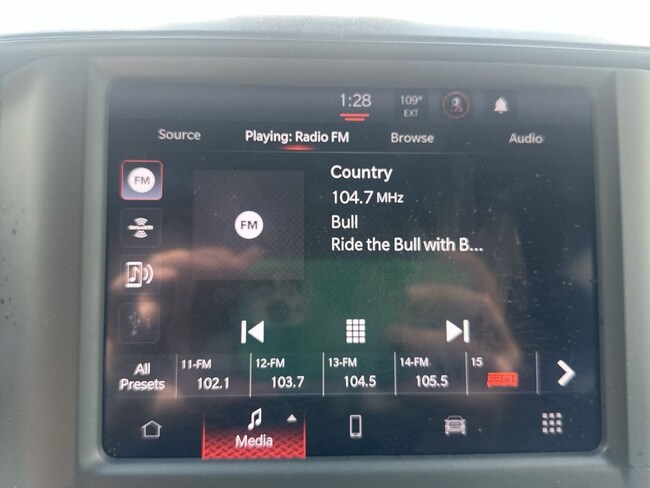 1:28
109°
EXT
Source
Playing: Radio FM
Browse
Audio
FM
FM
Country
104.7 MHz
Bull
Ride the Bull with B...
All
Presets
11-FM
102.1
12-FM
103.7
13-FM
104.5
14-FM
105.5
15
Media